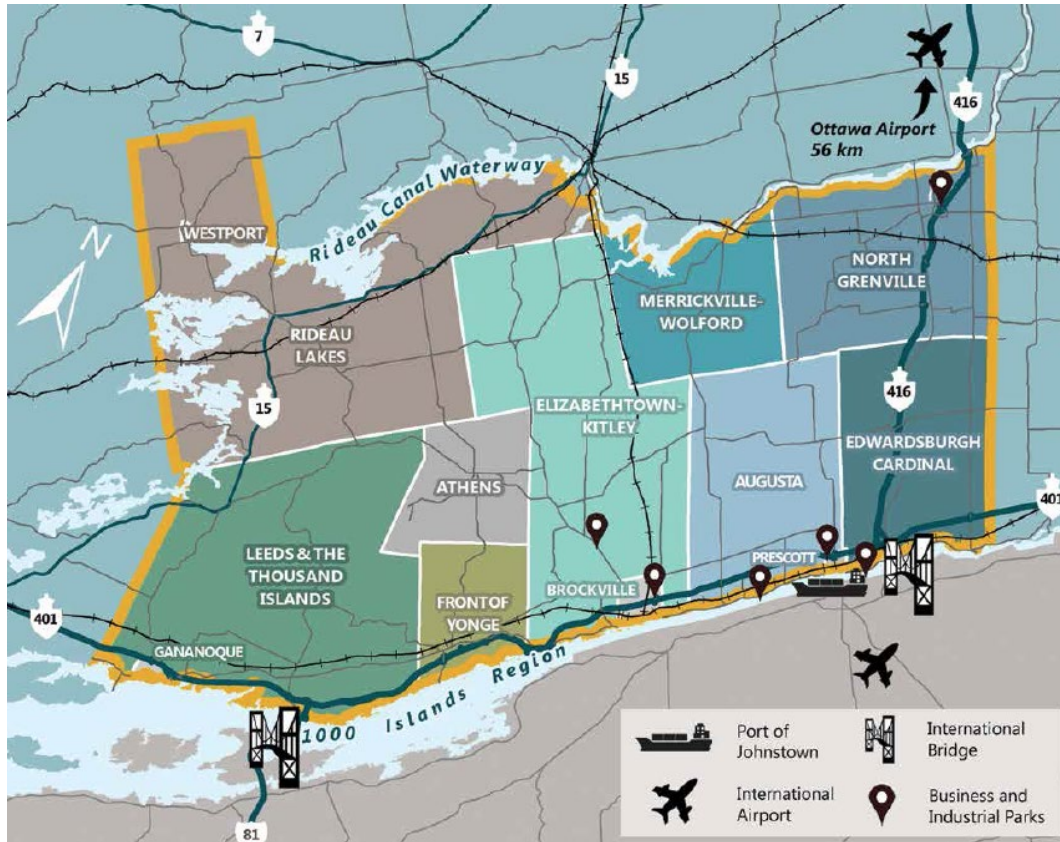 7
15
416
Ottawa Airport
56 km
Rideau Canal Waterway
WESTPORT
N
NORTH
GRENVILLE
MERRICKVILLE-
WOLFORD
RIDEAU
LAKES
15
416
ELIZABETHTOWN-
KITLEY
EDWARDSBURGH
CARDINAL
ATHENS
AUGUSTA
401
LEEDS & THE
THOUSAND
ISLANDS
PRESCOTT
BROCKVILLE
FRONT OF
YONGE
401
GANANOQUE
1000 Islands Region
81
Port of
Johnstown
International
Bridge
International
Airport
Business and
Industrial Parks